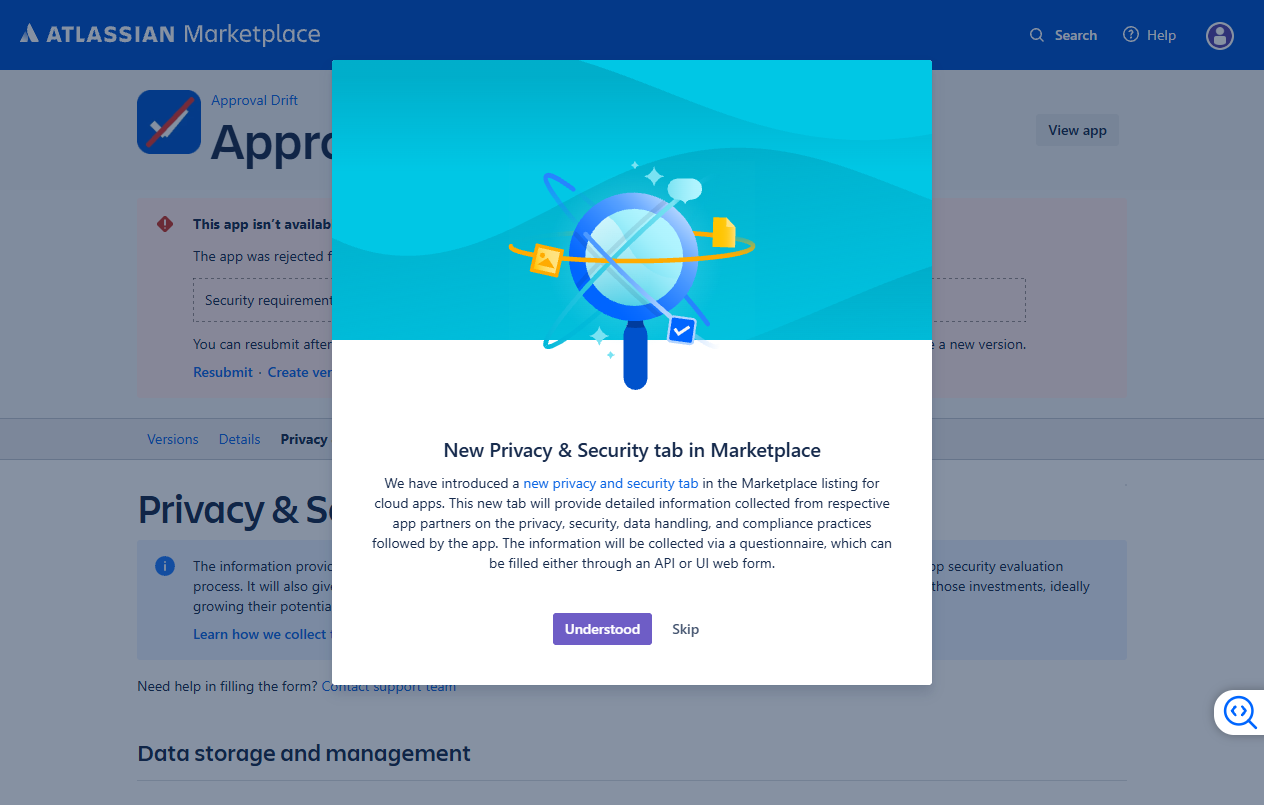 ATLASSIAN Marketplace
Search
Help
Approval Drift
Appro
View app
This app isn't availab
The app was rejected f
Security requirement
You can resubmit after
e a new version.
Resubmit · Create ver
Versions
Details
Privacy
Privacy & S
The information provid
pp security evaluation
process. It will also give
those investments, ideally
growing their potentia
Learn how we collect
Need help in filling the form? Contact support team
Data storage and management
New Privacy & Security tab in Marketplace
We have introduced a new privacy and security tab in the Marketplace listing for
cloud apps. This new tab will provide detailed information collected from respective
app partners on the privacy, security, data handling, and compliance practices
followed by the app. The information will be collected via a questionnaire, which can
be filled either through an API or UI web form.
Understood
Skip